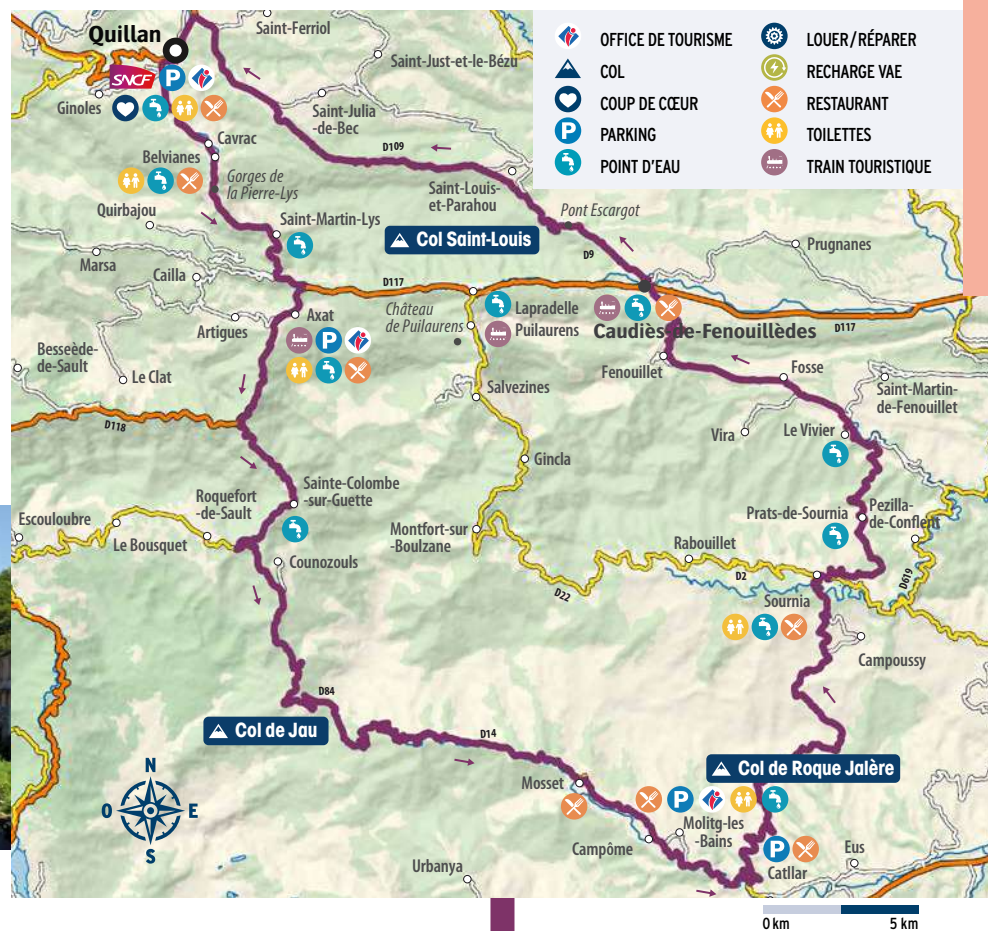 OFFICE DE TOURISME
COL
COUP DE CŒUR
PARKING
POINT D'EAU
LOUER/RÉPARER
RECHARGE VAE
RESTAURANT
TOILETTES
TRAIN TOURISTIQUE
P
Quillan
SNCF
P
Ginoles
Saint-Ferriol
Saint-Just-et-le-Bézu
Saint-Julia
-de-Bec
Cavrac
Belvianes
Gorges de
la Pierre-Lys
D109
Saint-Louis-
et-Parahou
Pont Escargot
Quirbajou
Saint-Martin-Lys
Col Saint-Louis
D9
Prugnanes
Marsa
Cailla
D117
Artigues
Axat
P
Château
de Puilaurens
Lapradelle
Puilaurens
Caudiès-de-Fenouillèdes
D117
Besseède-
de-Sault
Le Clat
Salvezines
Fenouillet
Fosse
Saint-Martin-
de-Fenouillet
D118
Vira
Le Vivier
Gincla
Sainte-Colombe
-sur-Guette
Roquefort
-de-Sault
Escouloubre
Le Bousquet
Counozouls
Montfort-sur
-Boulzane
Prats-de-Sournia
Pezilla-
de-Conflent
Rabouillet
D2
D22
D619
Sournia
Campoussy
D84
Col de Jau
D14
Col de Roque Jalère
Mosset
P
Molitg-les
-Bains
Campôme
P
Catllar
Eus
Urbanya
N
O
E
S
0 km
5 km